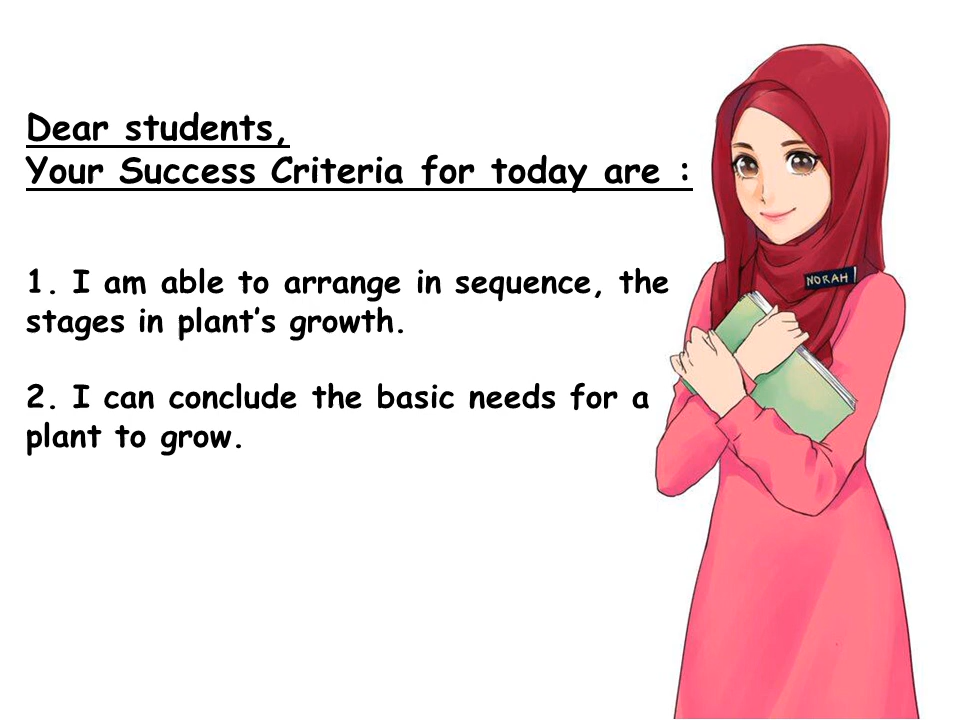 Dear students,
Your Success Criteria for today are :
1. I am able to arrange in sequence, the
stages in plant’s growth.
2. I can conclude the basic needs for a
plant to grow.
NORAH